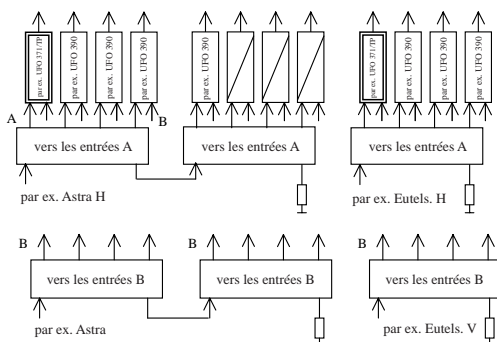 par ex. UFO 371/TP
par ex. UFO 390
par ex. UFO 390
par ex. UFO 390
par ex. UFO 390
par ex. UFO 371/TP
par ex. UFO 390
par ex. UFO 390
par ex. UFO 390
A
B
vers les entrées A
vers les entrées A
vers les entrées A
par ex. Astra H
par ex. Eutels. H
B
B
B
vers les entrées B
vers les entrées B
vers les entrées B
par ex. Astra
par ex. Eutels. V